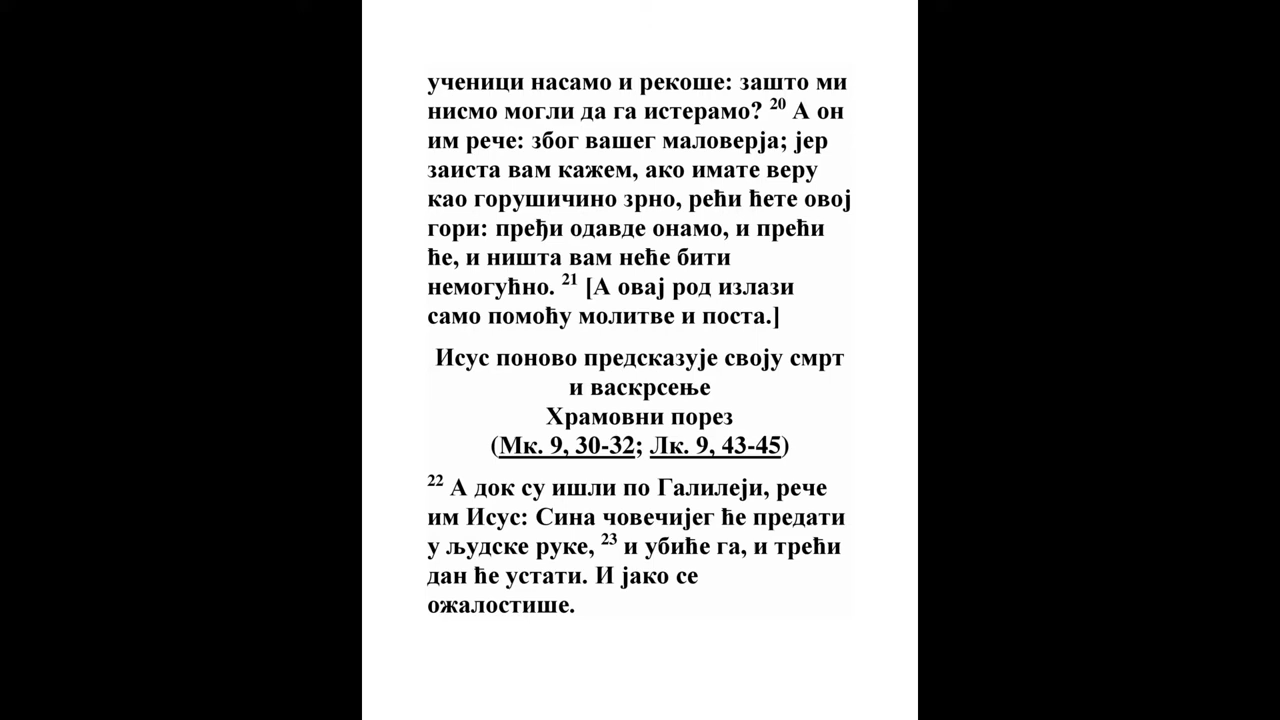 ученици насамо и рекоше: зашто ми
нисмо могли да га истерамо? 20 А он
им рече: због вашег маловерја; јер
заиста вам кажем, ако имате веру
као горушичино зрно, рећи ћете овој
гори: пређи одавде онамо, и прећи
ће, и ништа вам неће бити
немогућно. 21 [А овај род излази
само помоћу молитве и поста.]
Исус поново предсказује своју смрт
и васкрсење
Храмовни порез
(Мк. 9, 30-32; Лк. 9, 43-45)
22 А док су ишли по Галилеји, рече
им Исус: Сина човечијег ће предати
у људске руке, 23 и убиће га, и трећи
дан ће устати. И јако се
ожалостише.